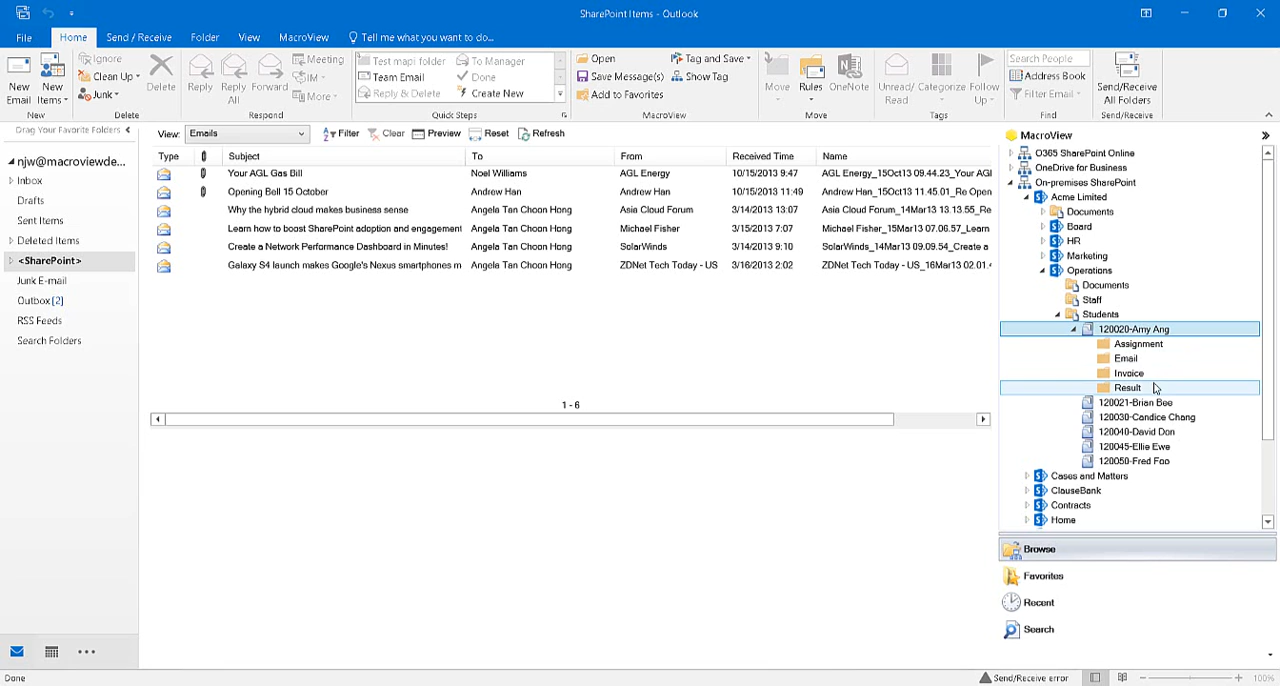 SharePoint Items - Outlook
File Home Send / Receive Folder View MacroView Tell me what you want to do...
New Email
New Items
New
Ignore
Clean Up
Junk
Delete
Delete
Reply
Reply All
Forward
Meeting
IM
More
Respond
Test mapi folder
Team Email
Reply & Delete
To Manager
Done
Create New
Quick Steps
Open
Save Message(s)
Add to Favorites
Tag and Save
Show Tag
MacroView
Move
Rules
OneNote
Move
Unread/ Read
Categorize
Follow Up
Tags
Search People
Address Book
Filter Email
Find
Send/Receive All Folders
Send/Receive
Drag Your Favorite Folders
njw@macroviewde...
Inbox
Drafts
Sent Items
Deleted Items
<SharePoint>
Junk E-mail
Outbox [2]
RSS Feeds
Search Folders
View: Emails Filter Clear Preview Reset Refresh
Type Subject To From Received Time Name
Your AGL Gas Bill Noel Williams AGL Energy 10/15/2013 9:47 AGL Energy_15Oct13 09.44.23_Your AG
Opening Bell 15 October Andrew Han Andrew Han 10/15/2013 11:49 Andrew Han_15Oct13 11.45.01_Re Open
Why the hybrid cloud makes business sense Angela Tan Choon Hong Asia Cloud Forum 3/14/2013 13:07 Asia Cloud Forum_14Mar13 13.13.55_Re
Learn how to boost SharePoint adoption and engagement Angela Tan Choon Hong Michael Fisher 3/15/2013 7:07 Michael Fisher_15Mar13 07.06.57_Learn
Create a Network Performance Dashboard in Minutes! Angela Tan Choon Hong SolarWinds 3/14/2013 9:10 SolarWinds_14Mar13 09.09.54_Create a
Galaxy S4 launch makes Google's Nexus smartphones m Angela Tan Choon Hong ZDNet Tech Today - US 3/16/2013 2:02 ZDNet Tech Today - US_16Mar13 02.01.4
1 - 6
MacroView
O365 SharePoint Online
OneDrive for Business
On-premises SharePoint
Acme Limited
Documents
Board
HR
Marketing
Operations
Documents
Staff
Students
120020-Amy Ang
Assignment
Email
Invoice
Result
120021-Brian Bee
120030-Candice Chang
120040-David Don
120045-Ellie Ewe
120050-Fred Foo
Cases and Matters
ClauseBank
Contracts
Home
Browse
Favorites
Recent
Search
Done
Send/Receive error
100%